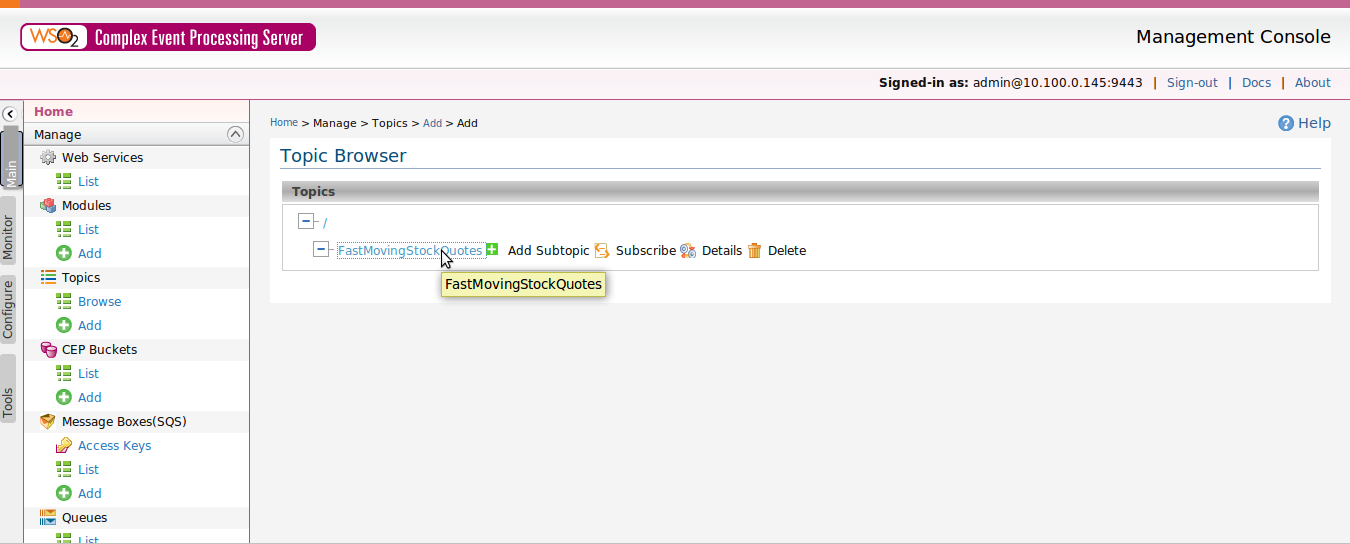 WSO2 Complex Event Processing Server
Management Console
Signed-in as: admin@10.100.0.145:9443 | Sign-out | Docs | About
Main
Monitor
Configure
Tools
Home
Manage
Web Services
List
Modules
List
Add
Topics
Browse
Add
CEP Buckets
List
Add
Message Boxes(SQS)
Access Keys
List
Add
Queues
List
Home > Manage > Topics > Add > Add
Help
Topic Browser
Topics
/
FastMovingStockQuotes Add Subtopic Subscribe Details Delete
FastMovingStockQuotes